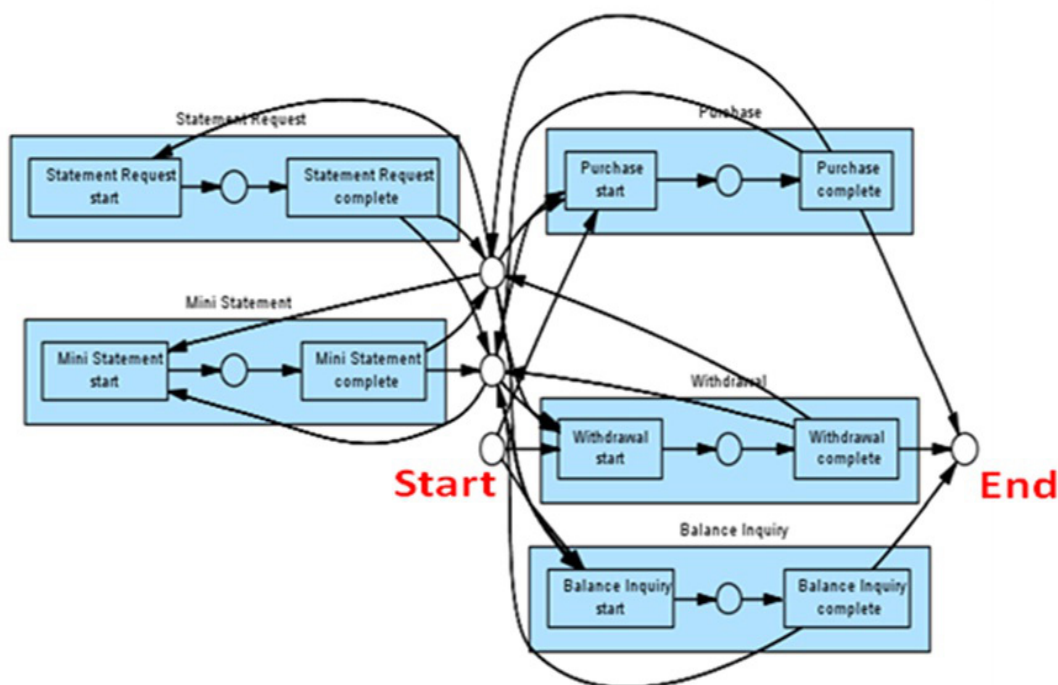 Statement Request
Statement Request
start
Statement Request
complete
Purchase
Purchase
start
Purchase
complete
Mini Statement
Mini Statement
start
Mini Statement
complete
Withdrawal
Withdrawal
start
Withdrawal
complete
Start
End
Balance Inquiry
Balance Inquiry
start
Balance Inquiry
complete